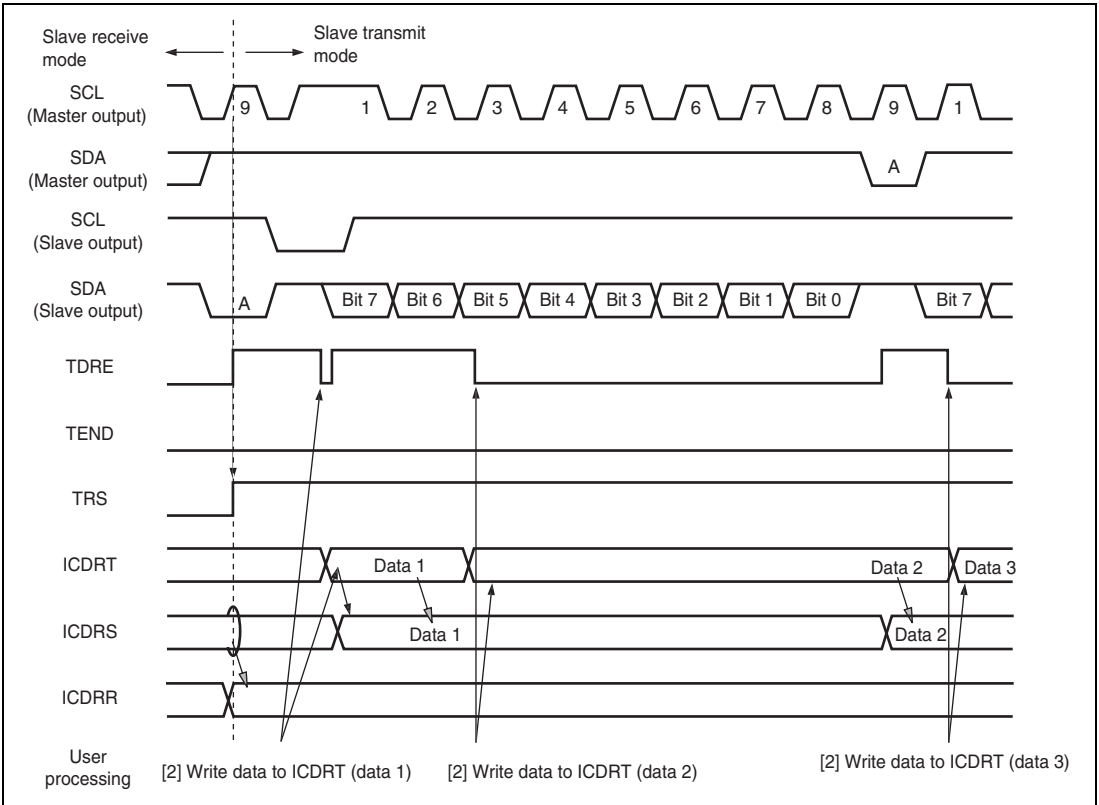 Slave receive
mode
Slave transmit
mode
SCL
(Master output)
9 1 2 3 4 5 6 7 8 9 1
SDA
(Master output)
A
SCL
(Slave output)
SDA
(Slave output)
A Bit 7 Bit 6 Bit 5 Bit 4 Bit 3 Bit 2 Bit 1 Bit 0 Bit 7
TDRE
TEND
TRS
ICDRT
Data 1 Data 2 Data 3
ICDRS
Data 1 Data 2
ICDRR
User
processing
[2] Write data to ICDRT (data 1) [2] Write data to ICDRT (data 2) [2] Write data to ICDRT (data 3)